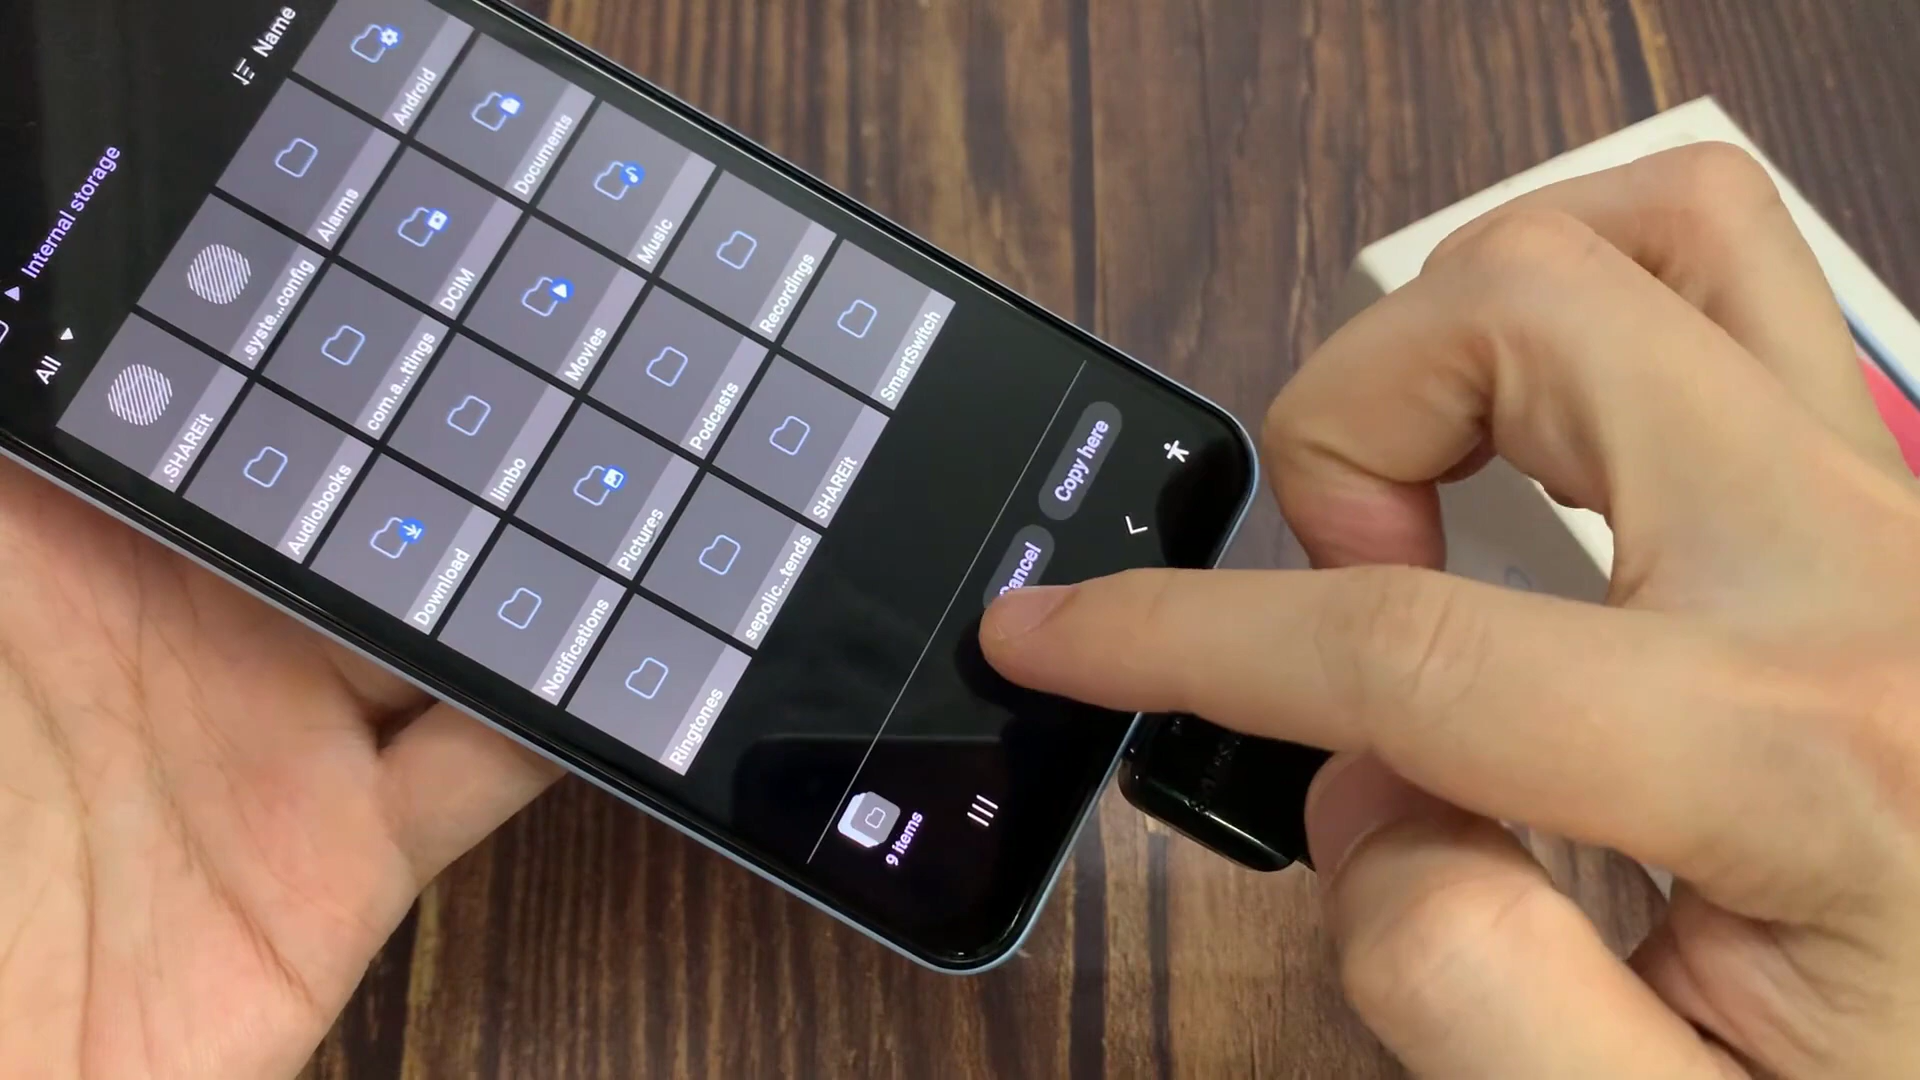 Internal storage
All
Name
.SHAREit
.syste...config
Alarms
Android
Audiobooks
com.a...ttings
DCIM
Documents
Download
limbo
Movies
Music
Notifications
Pictures
Podcasts
Recordings
Ringtones
sepolic...tends
SHAREit
SmartSwitch
9 items
Cancel
Copy here